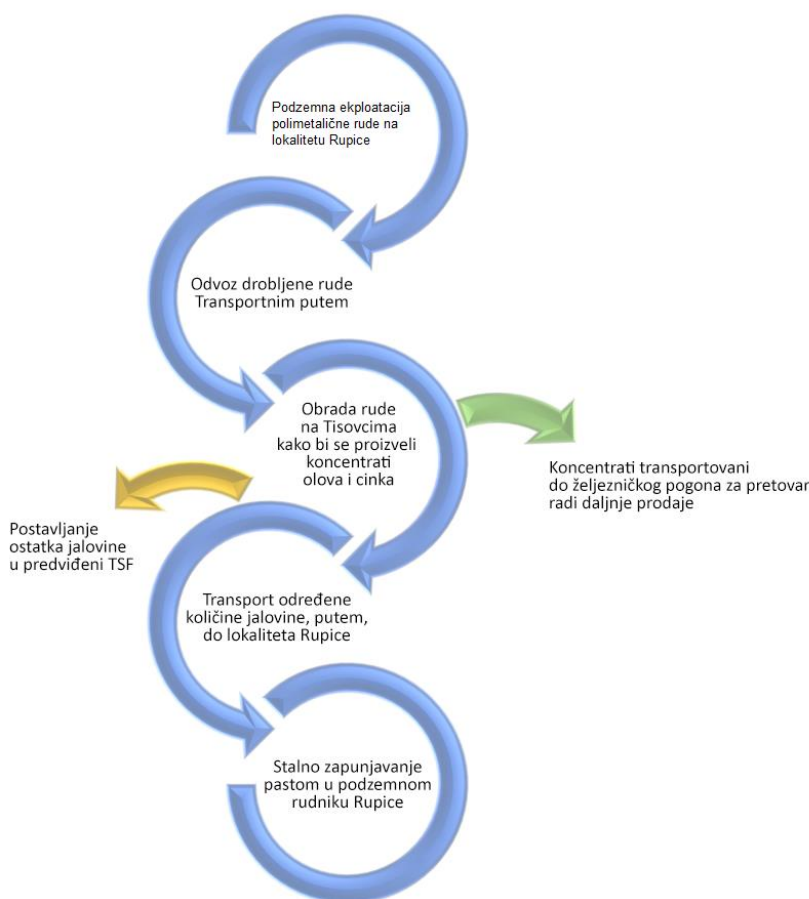 Podzemna ekploatacija
polimetalične rude na
lokalitetu Rupice
Odvoz drobljene rude
Transportnim putem
Obrada rude
na Tisovcima
kako bi se proizveli
koncentrati
olova i cinka
Koncentrati transportovani
do željezničkog pogona za pretovar
radi daljnje prodaje
Postavljanje
ostatka jalovine
u predviđeni TSF
Transport određene
količine jalovine, putem,
do lokaliteta Rupice
Stalno zapunjavanje
pastom u podzemnom
rudniku Rupice